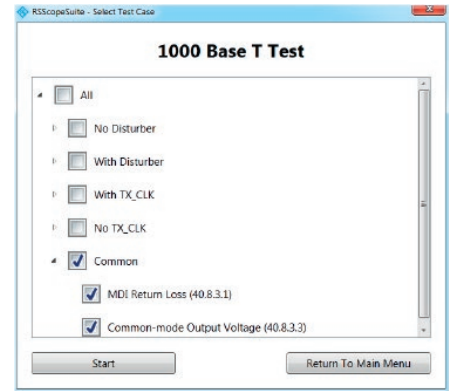 RSScopeSuite - Select Test Case
1000 Base T Test
All
No Disturber
With Disturber
With TX_CLK
No TX_CLK
Common
MDI Return Loss (40.8.3.1)
Common-mode Output Voltage (40.8.3.3)
Start Return To Main Menu